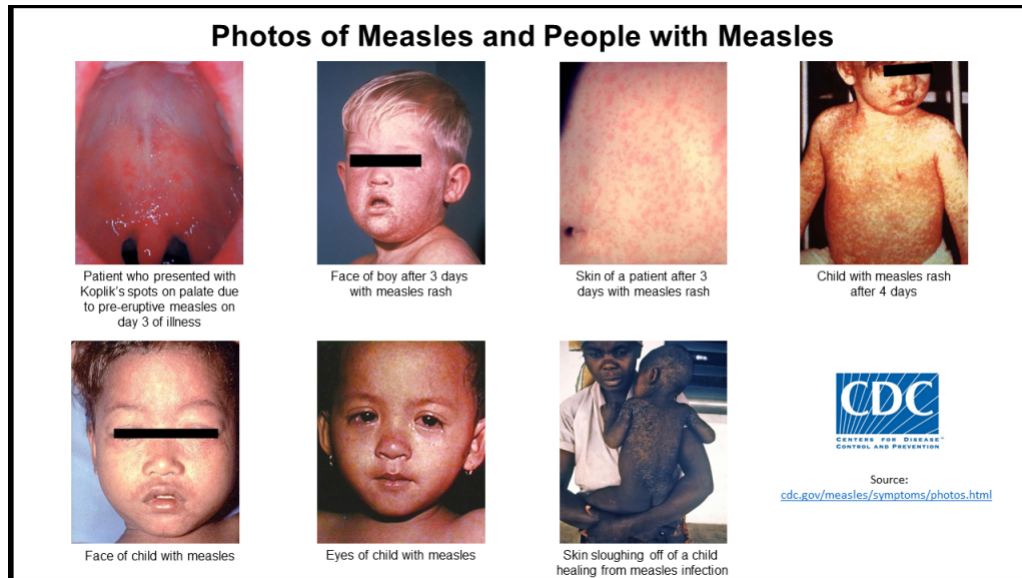 Photos of Measles and People with Measles
Patient who presented with
Koplik's spots on palate due
to pre-eruptive measles on
day 3 of illness
Face of boy after 3 days
with measles rash
Skin of a patient after 3
days with measles rash
Child with measles rash
after 4 days
Face of child with measles
Eyes of child with measles
Skin sloughing off of a child
healing from measles infection
CDC
CENTERS FOR DISEASE™
CONTROL AND PREVENTION
Source:
cdc.gov/measles/symptoms/photos.html